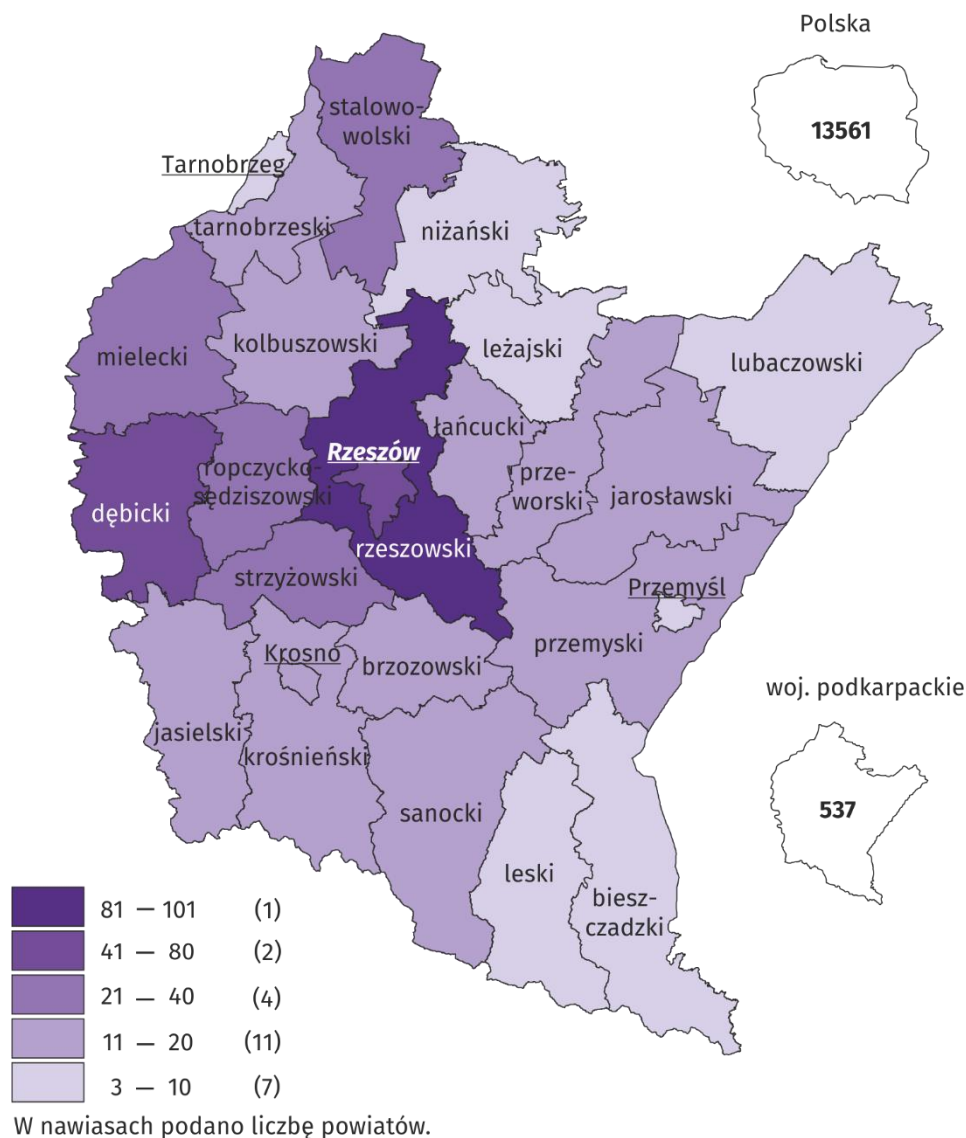 Polska
13561
stalowo-
wolski
Tarnobrzeg
tarnobrzeski
niżański
mielecki
kolbuszowski
leżajski
lubaczowski
łańcucki
Rzeszów
ropczycko-
sędziszowski
prze-
worski
jarosławski
dębicki
rzeszowski
strzyżowski
Przemyśl
Krosno
brzozowski
przemyski
woj. podkarpackie
537
jasielski
krośnieński
sanocki
leski
biesz-
czadzki
81 — 101 (1)
41 — 80 (2)
21 — 40 (4)
11 — 20 (11)
3 — 10 (7)
W nawiasach podano liczbę powiatów.